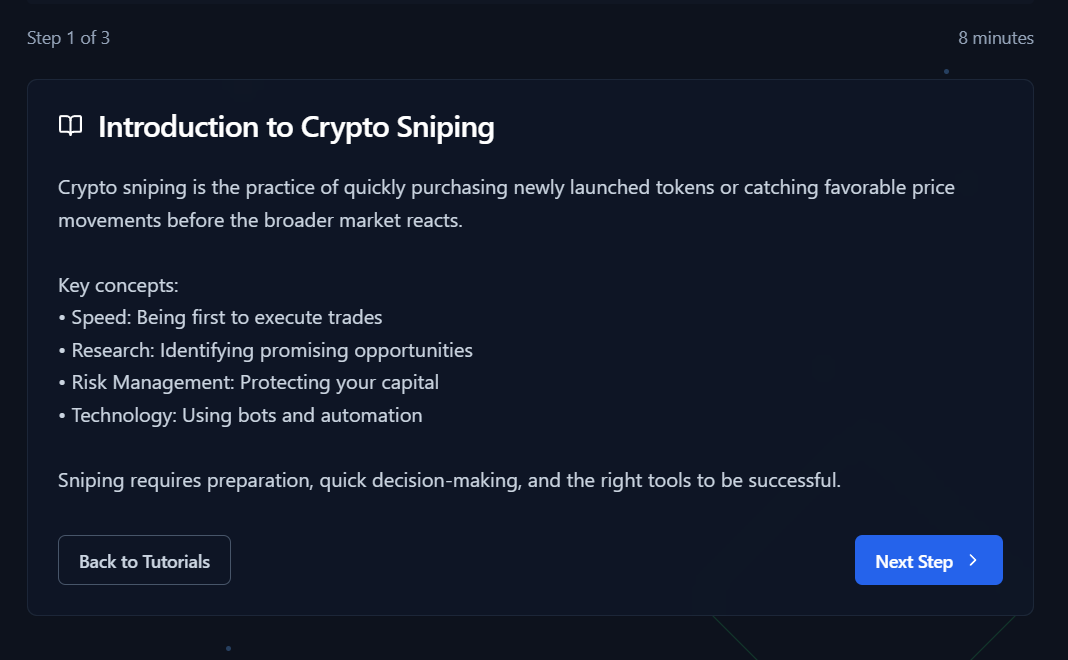 Step 1 of 3
8 minutes
Introduction to Crypto Sniping
Crypto sniping is the practice of quickly purchasing newly launched tokens or catching favorable price
movements before the broader market reacts.
Key concepts:
• Speed: Being first to execute trades
• Research: Identifying promising opportunities
• Risk Management: Protecting your capital
• Technology: Using bots and automation
Sniping requires preparation, quick decision-making, and the right tools to be successful.
Back to Tutorials
Next Step